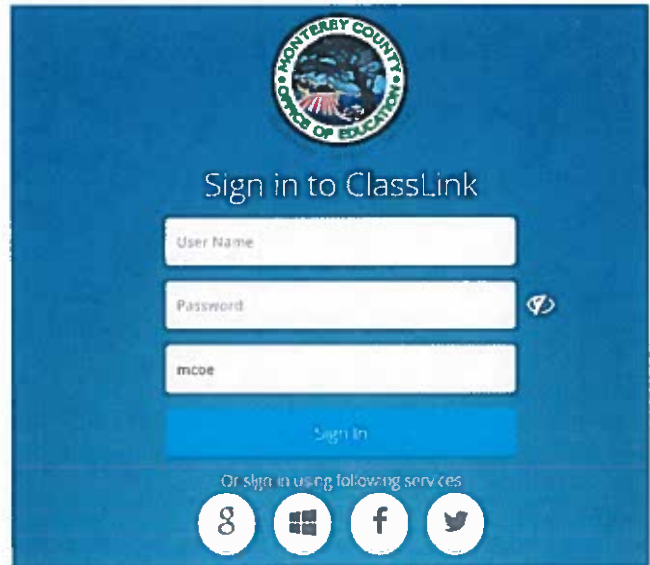 MONTEREY COUNTY
OFFICE OF EDUCATION
Sign in to ClassLink
User Name
Password
mcoe
Sign In
Or sign in using following services
g
f